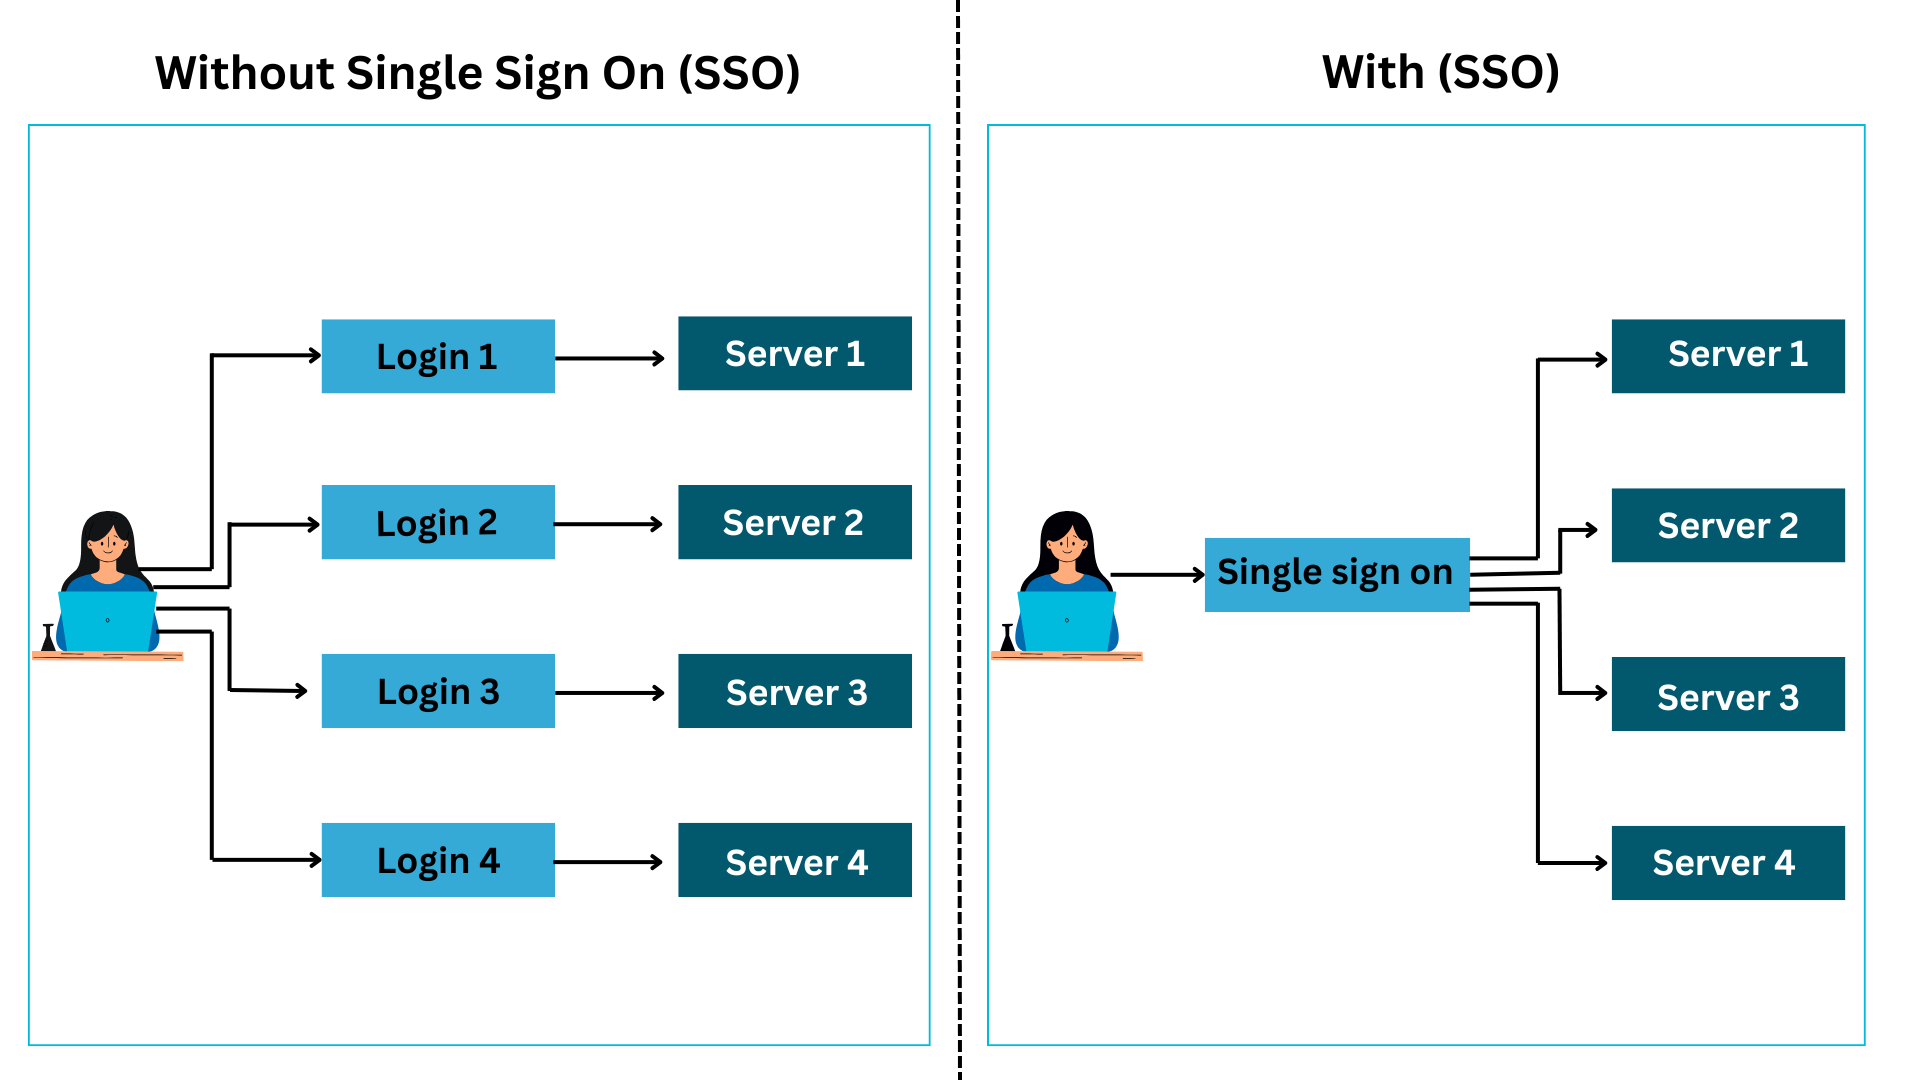 Without Single Sign On (SSO)
Login 1
Server 1
Login 2
Server 2
Login 3
Server 3
Login 4
Server 4
With (SSO)
Single sign on
Server 1
Server 2
Server 3
Server 4